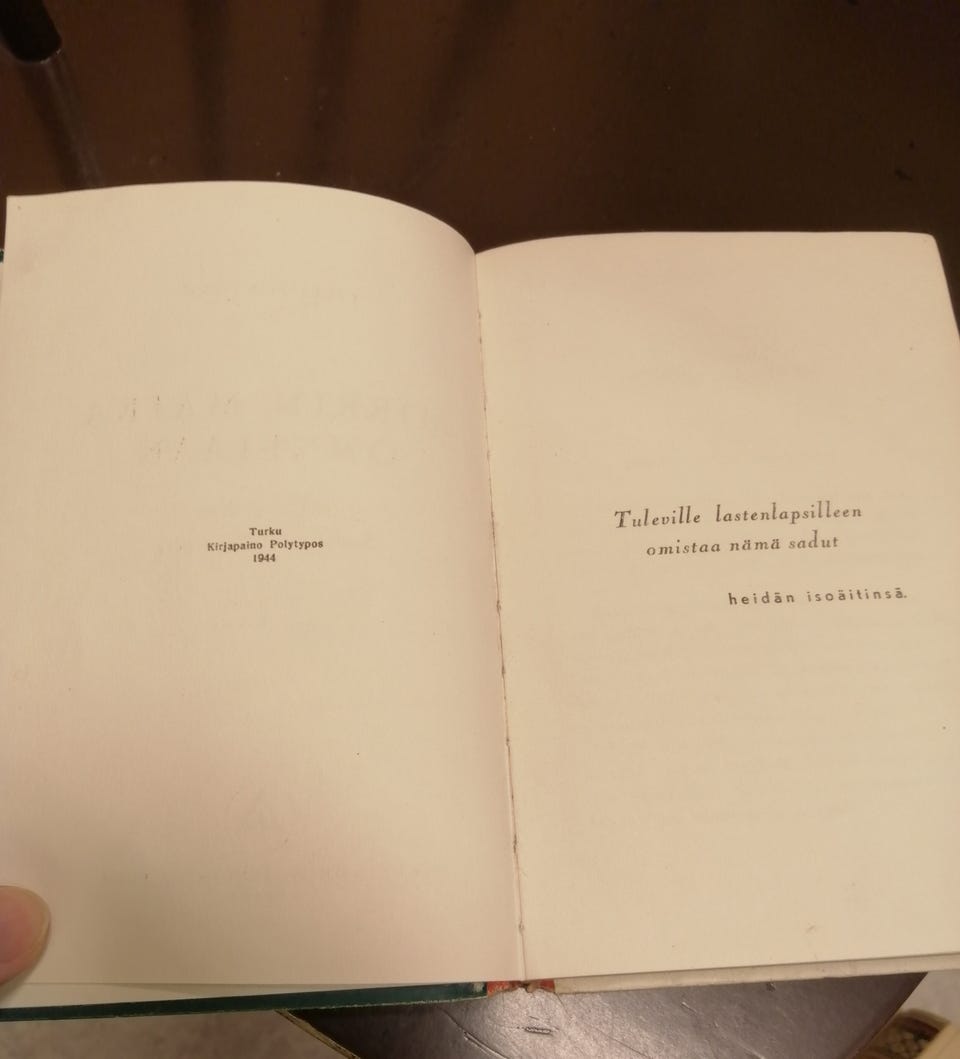 Turku
Kirjapaino Polytypos
1944
Tuleville lastenlapsilleen
omistaa nämä sadut
heidän isoäitinsä.